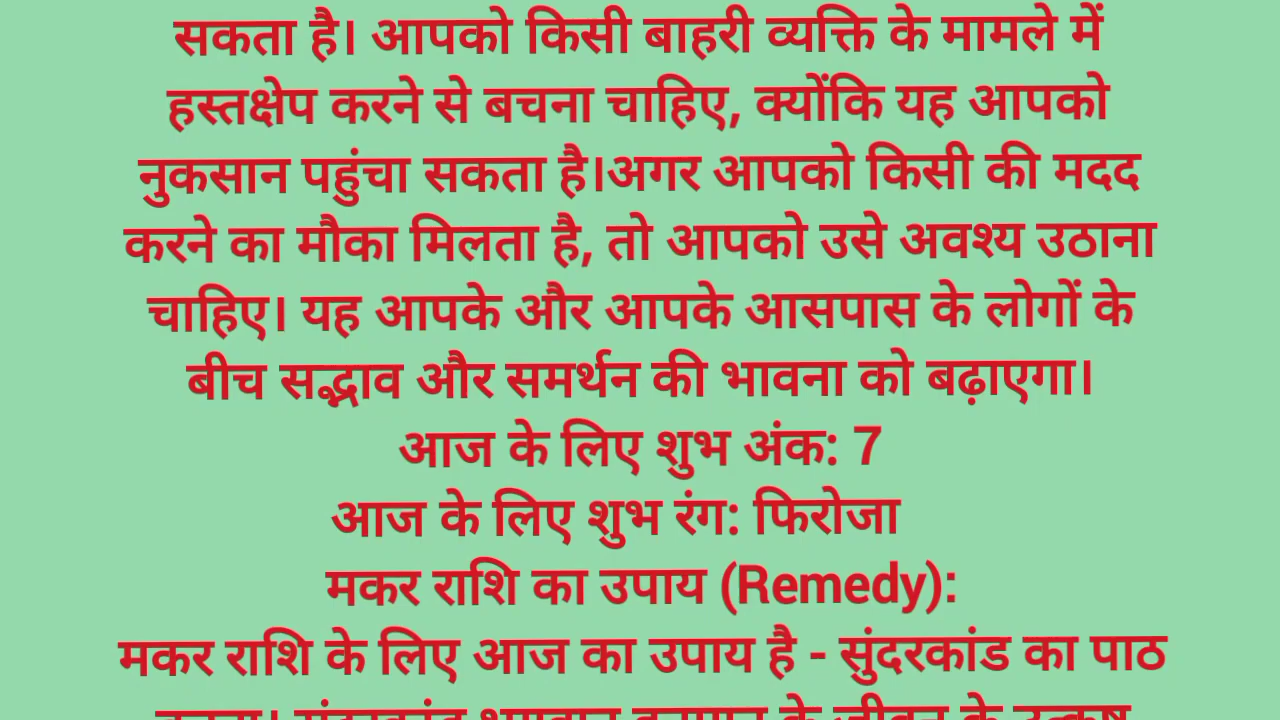 सकता है। आपको किसी बाहरी व्यक्ति के मामले में
हस्तक्षेप करने से बचना चाहिए, क्योंकि यह आपको
नुकसान पहुंचा सकता है।अगर आपको किसी की मदद
करने का मौका मिलता है, तो आपको उसे अवश्य उठाना
चाहिए। यह आपके और आपके आसपास के लोगों के
बीच सद्भाव और समर्थन की भावना को बढ़ाएगा।
आज के लिए शुभ अंक: 7
आज के लिए शुभ रंग: फिरोजा
मकर राशि का उपाय (Remedy):
मकर राशि के लिए आज का उपाय है - सुंदरकांड का पाठ